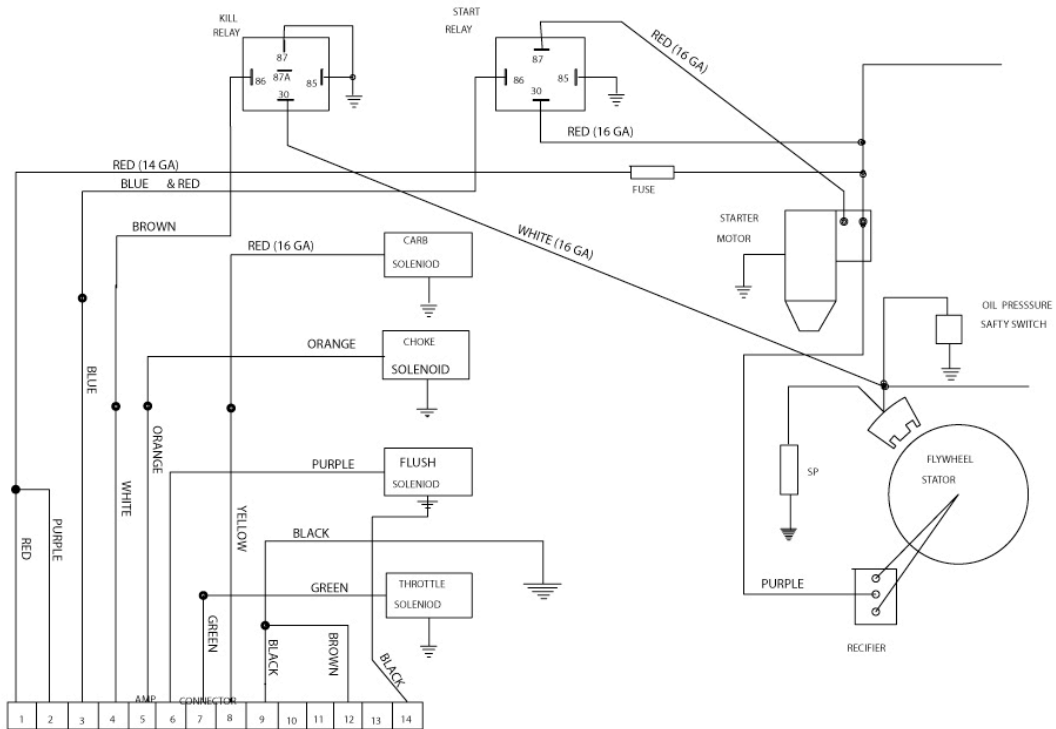 KILL
RELAY
START
RELAY
87
86
87A
85
30
87
86
85
30
RED (16 GA)
RED (16 GA)
RED (14 GA)
FUSE
BLUE & RED
BROWN
WHITE (16 GA)
STARTER
MOTOR
RED (16 GA)
CARB
SOLENIOD
OIL PRESSSURE
SAFTY SWITCH
ORANGE
CHOKE
SOLENOID
BLUE
ORANGE
WHITE
PURPLE
FLUSH
SOLENIOD
SP
FLYWHEEL
STATOR
RED
PURPLE
YELLOW
BLACK
GREEN
THROTTLE
SOLENIOD
PURPLE
RECIFIER
GREEN
BLACK
BROWN
BLACK
AMP CONNECTOR
1 2 3 4 5 6 7 8 9 10 11 12 13 14